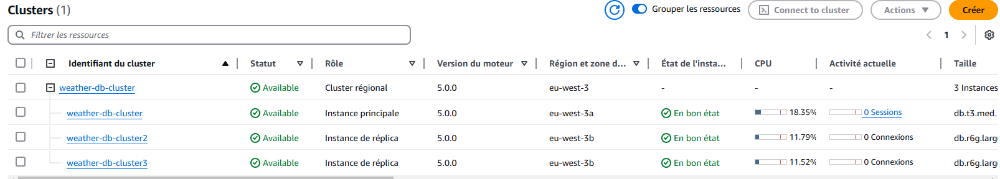 Clusters (1)
Grouper les ressources
Connect to cluster
Actions
Créer
Filtrer les ressources
1
Identifiant du cluster Statut Rôle Version du moteur Région et zone d... État de l'insta... CPU Activité actuelle Taille
weather-db-cluster Available Cluster régional 5.0.0 eu-west-3 - - - 3 Instances
weather-db-cluster Available Instance principale 5.0.0 eu-west-3a En bon état 18.35% 0 Sessions db.t3.med.
weather-db-cluster2 Available Instance de réplica 5.0.0 eu-west-3b En bon état 11.79% 0 Connexions db.r6g.larg
weather-db-cluster3 Available Instance de réplica 5.0.0 eu-west-3b En bon état 11.52% 0 Connexions db.r6g.larg